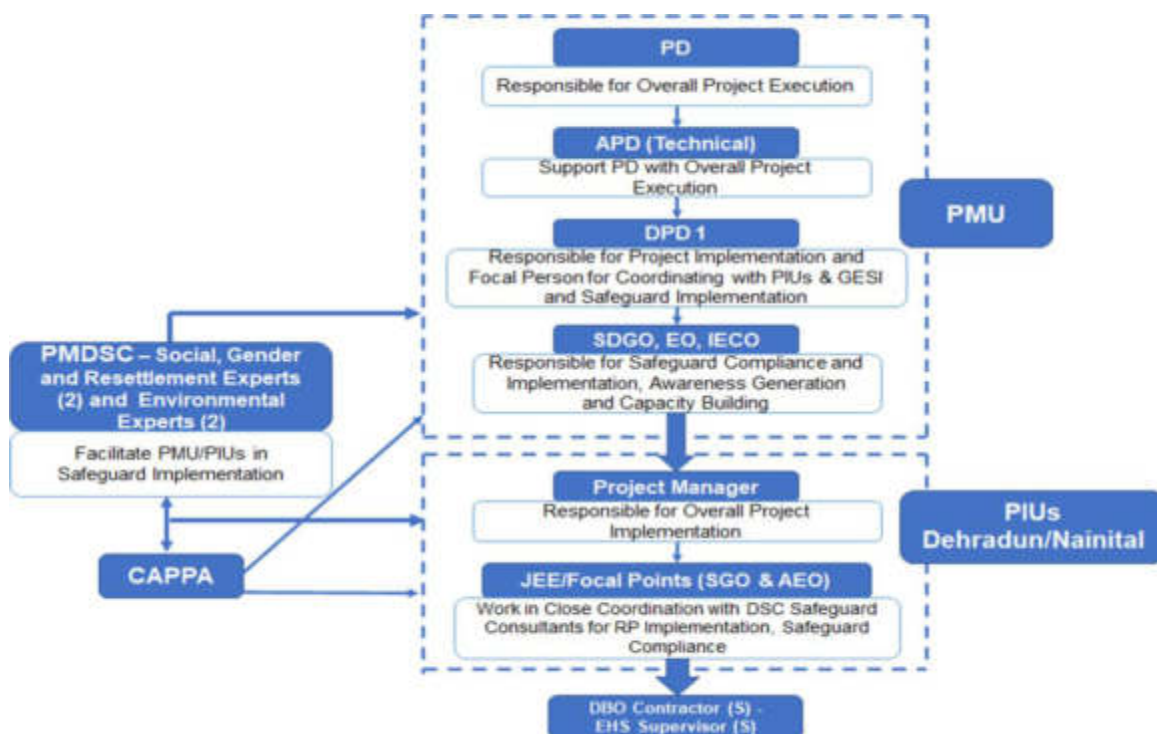 PD
Responsible for Overall Project Execution
APD (Technical)
Support PD with Overall Project
Execution
DPD 1
Responsible for Project Implementation and
Focal Person for Coordinating with PIUs & GESI
and Safeguard Implementation
SDGO, EO, IECO
Responsible for Safeguard Compliance and
Implementation, Awareness Generation
and Capacity Building
PMU
PMDSC – Social, Gender
and Resettlement Experts
(2) and Environmental
Experts (2)
Facilitate PMU/PIUs in
Safeguard Implementation
CAPPA
Project Manager
Responsible for Overall Project
Implementation
JEE/Focal Points (SGO & AEO)
Work in Close Coordination with DSC Safeguard
Consultants for RP Implementation, Safeguard
Compliance
PIUs
Dehradun/Nainital
DBO Contractor (S) -
EHS Supervisor (S)